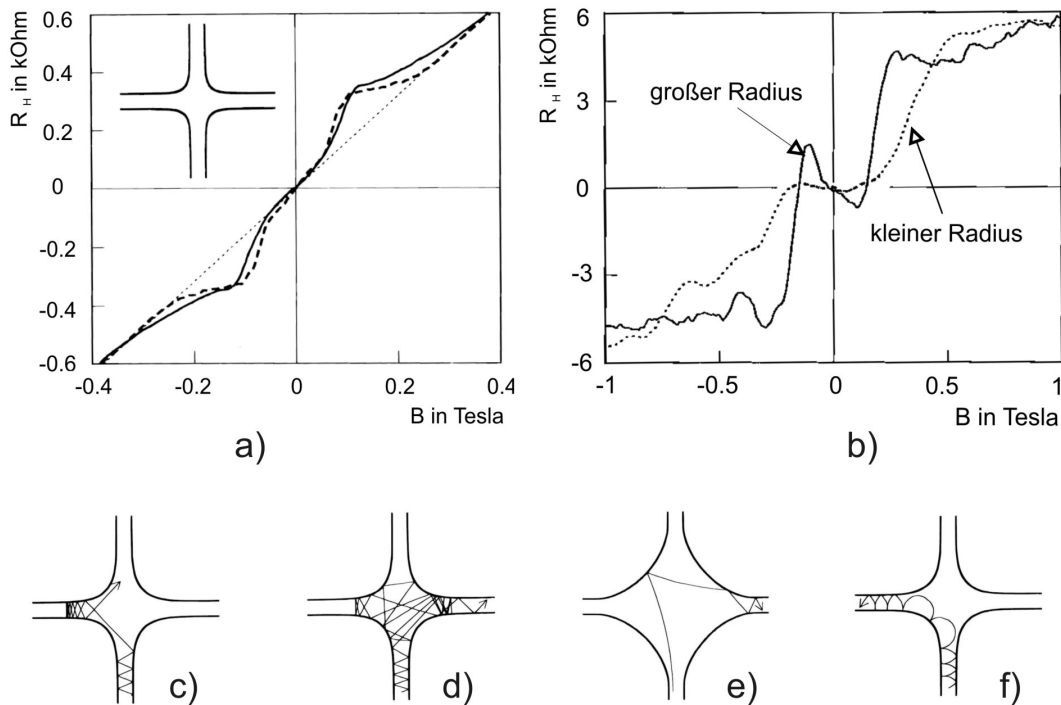 R_H in kOhm
0.6
0.4
0.2
0
-0.2
-0.4
-0.6
-0.4
-0.2
0
0.2
0.4
B in Tesla
a)
R_H in kOhm
6
3
0
-3
-6
großer Radius
kleiner Radius
-1
-0.5
0
0.5
1
B in Tesla
b)
c)
d)
e)
f)